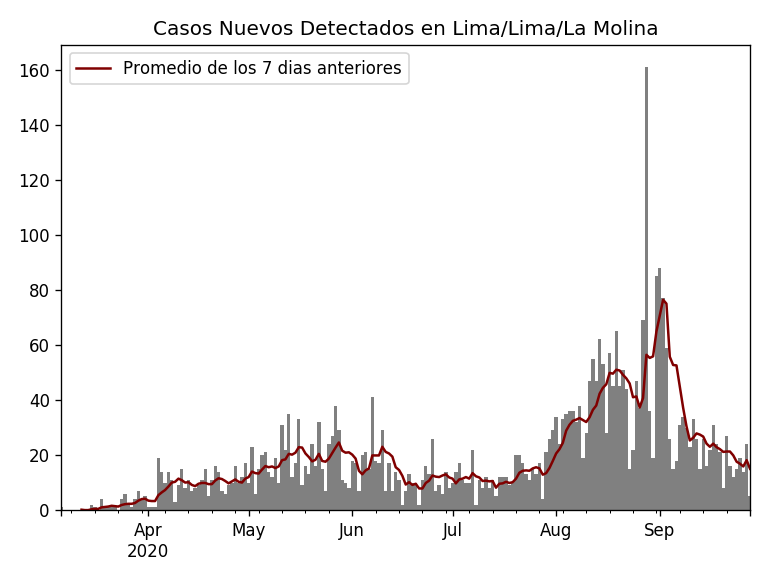 Casos Nuevos Detectados en Lima/Lima/La Molina
Promedio de los 7 dias anteriores
160
140
120
100
80
60
40
20
0
Apr
2020
May
Jun
Jul
Aug
Sep